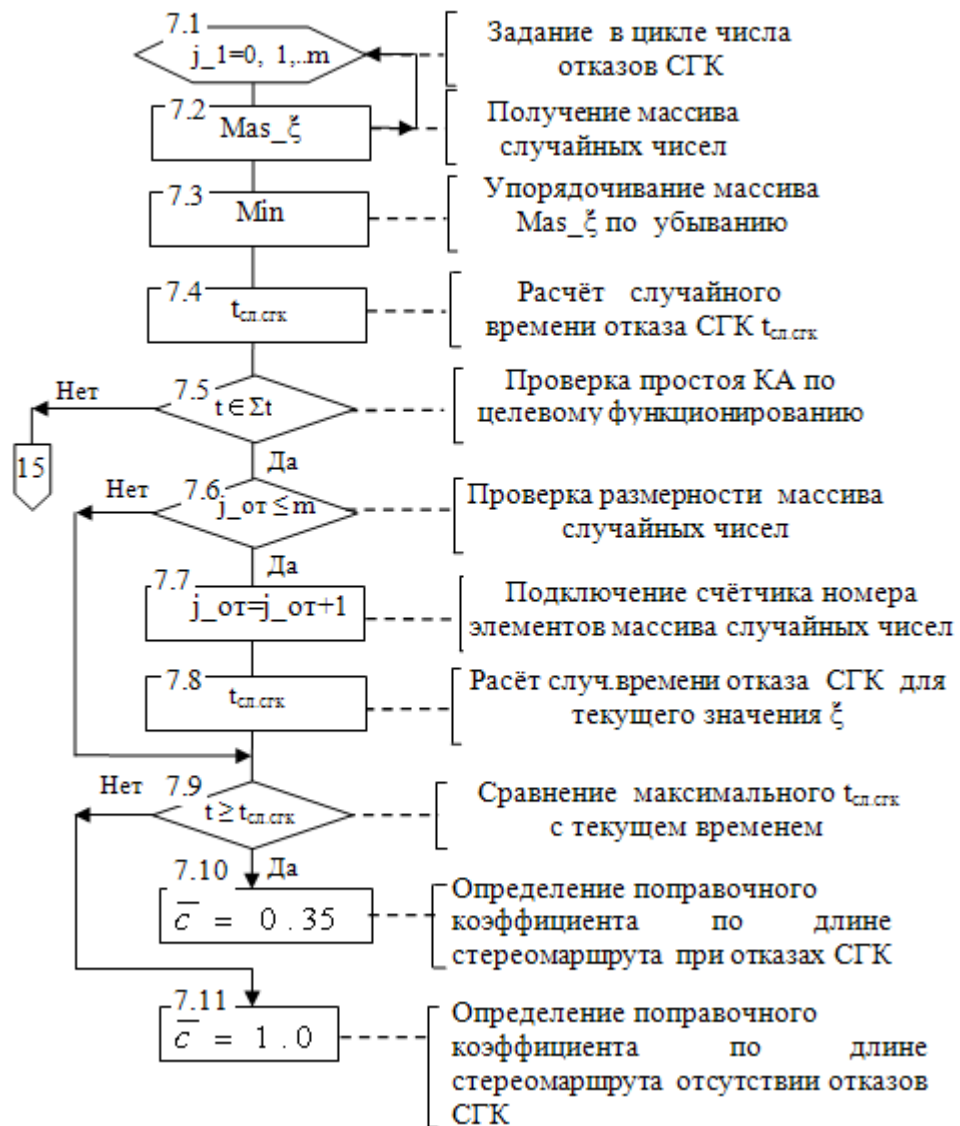 7.1
j_1=0, 1,..m
Задание в цикле числа
отказов СГК
7.2
Mas_ξ
Получение массива
случайных чисел
7.3
Min
Упорядочивание массива
Mas_ξ по убыванию
7.4
tсл.сгк
Расчёт случайного
времени отказа СГК tсл.сгк
Нет
7.5
t ∈ Σt
Проверка простоя КА по
целевому функционированию
15
Да
Нет
7.6
j_от ≤ m
Проверка размерности массива
случайных чисел
Да
7.7
j_от=j_от+1
Подключение счётчика номера
элементов массива случайных чисел
7.8
tсл.сгк
Расёт случ.времени отказа СГК для
текущего значения ξ
Нет
7.9
t ≥ tсл.сгк
Сравнение максимального tсл.сгк
с текущем временем
7.10
Да
c̅ = 0.35
Определение поправочного
коэффициента по длине
стереомаршрута при отказах СГК
7.11
c̅ = 1.0
Определение поправочного
коэффициента по длине
стереомаршрута отсутствии отказов
СГК